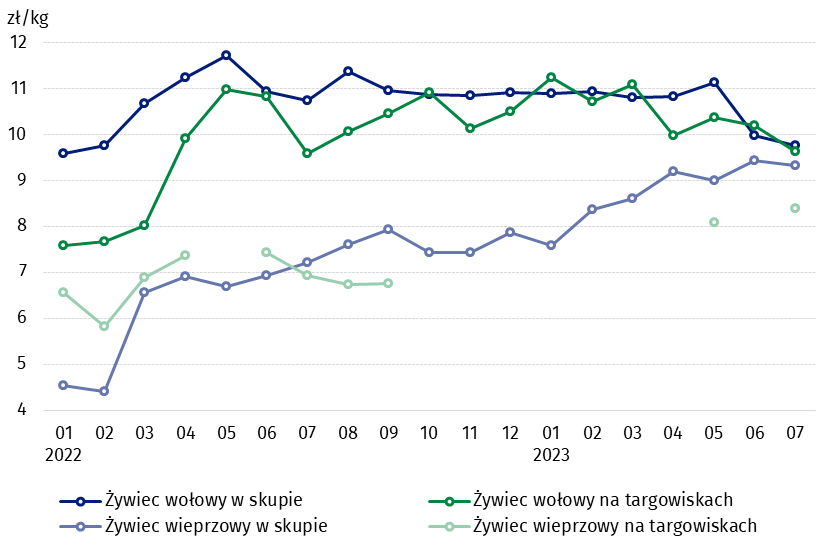 zł/kg
12
11
10
9
8
7
6
5
4
01 02 03 04 05 06 07 08 09 10 11 12 01 02 03 04 05 06 07
2022 2023
Żywiec wołowy w skupie Żywiec wołowy na targowiskach
Żywiec wieprzowy w skupie Żywiec wieprzowy na targowiskach